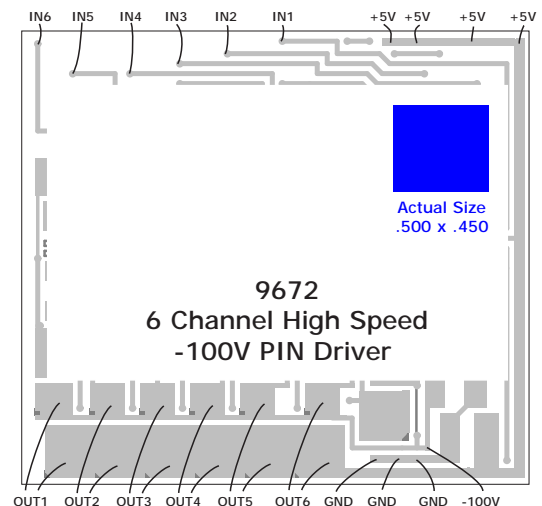 IN6 IN5 IN4 IN3 IN2 IN1 +5V +5V +5V +5V
Actual Size
.500 x .450
9672
6 Channel High Speed
-100V PIN Driver
OUT1 OUT2 OUT3 OUT4 OUT5 OUT6 GND GND GND -100V